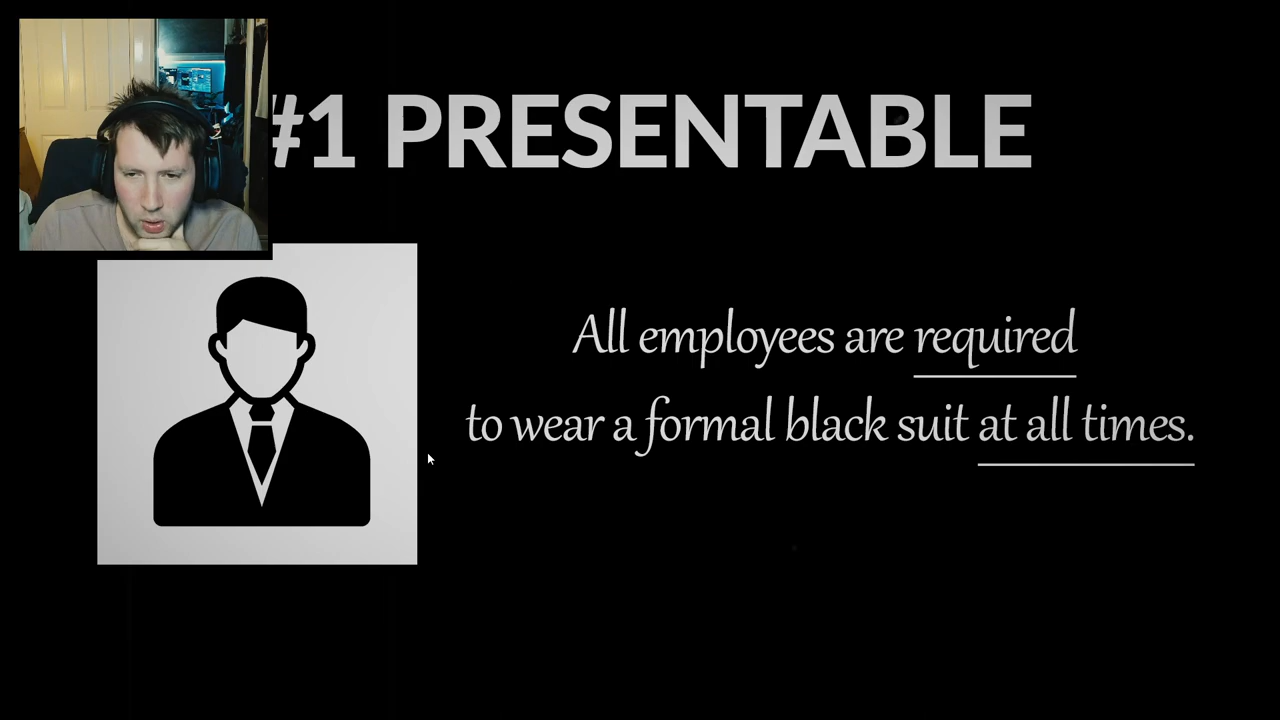 #1 PRESENTABLE
All employees are required
to wear a formal black suit at all times.